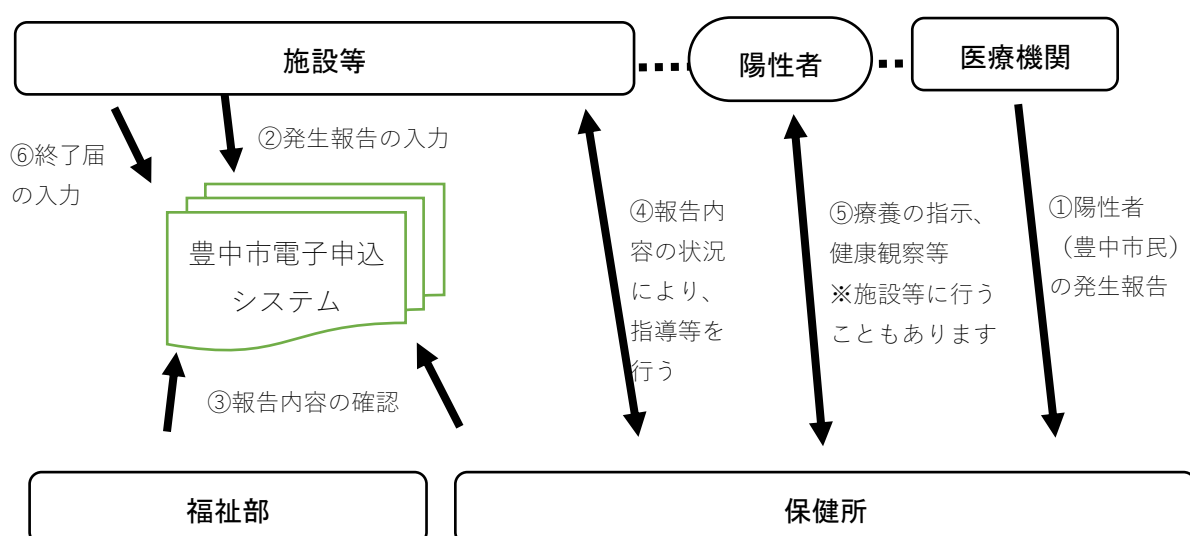 施設等
陽性者
医療機関
⑥終了届
の入力
②発生報告の入力
豊中市電子申込
システム
③報告内容の確認
④報告内
容の状況
により、
指導等を
行う
⑤療養の指示、
健康観察等
※施設等に行う
こともあります
①陽性者
（豊中市民）
の発生報告
福祉部
保健所